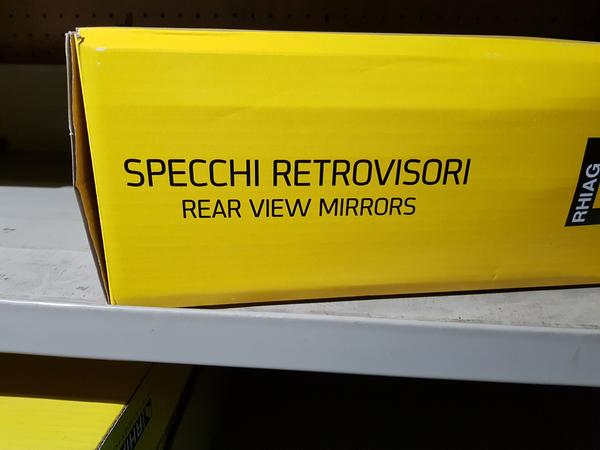 SPECCHI RETROVISORI
REAR VIEW MIRRORS
RHIAG